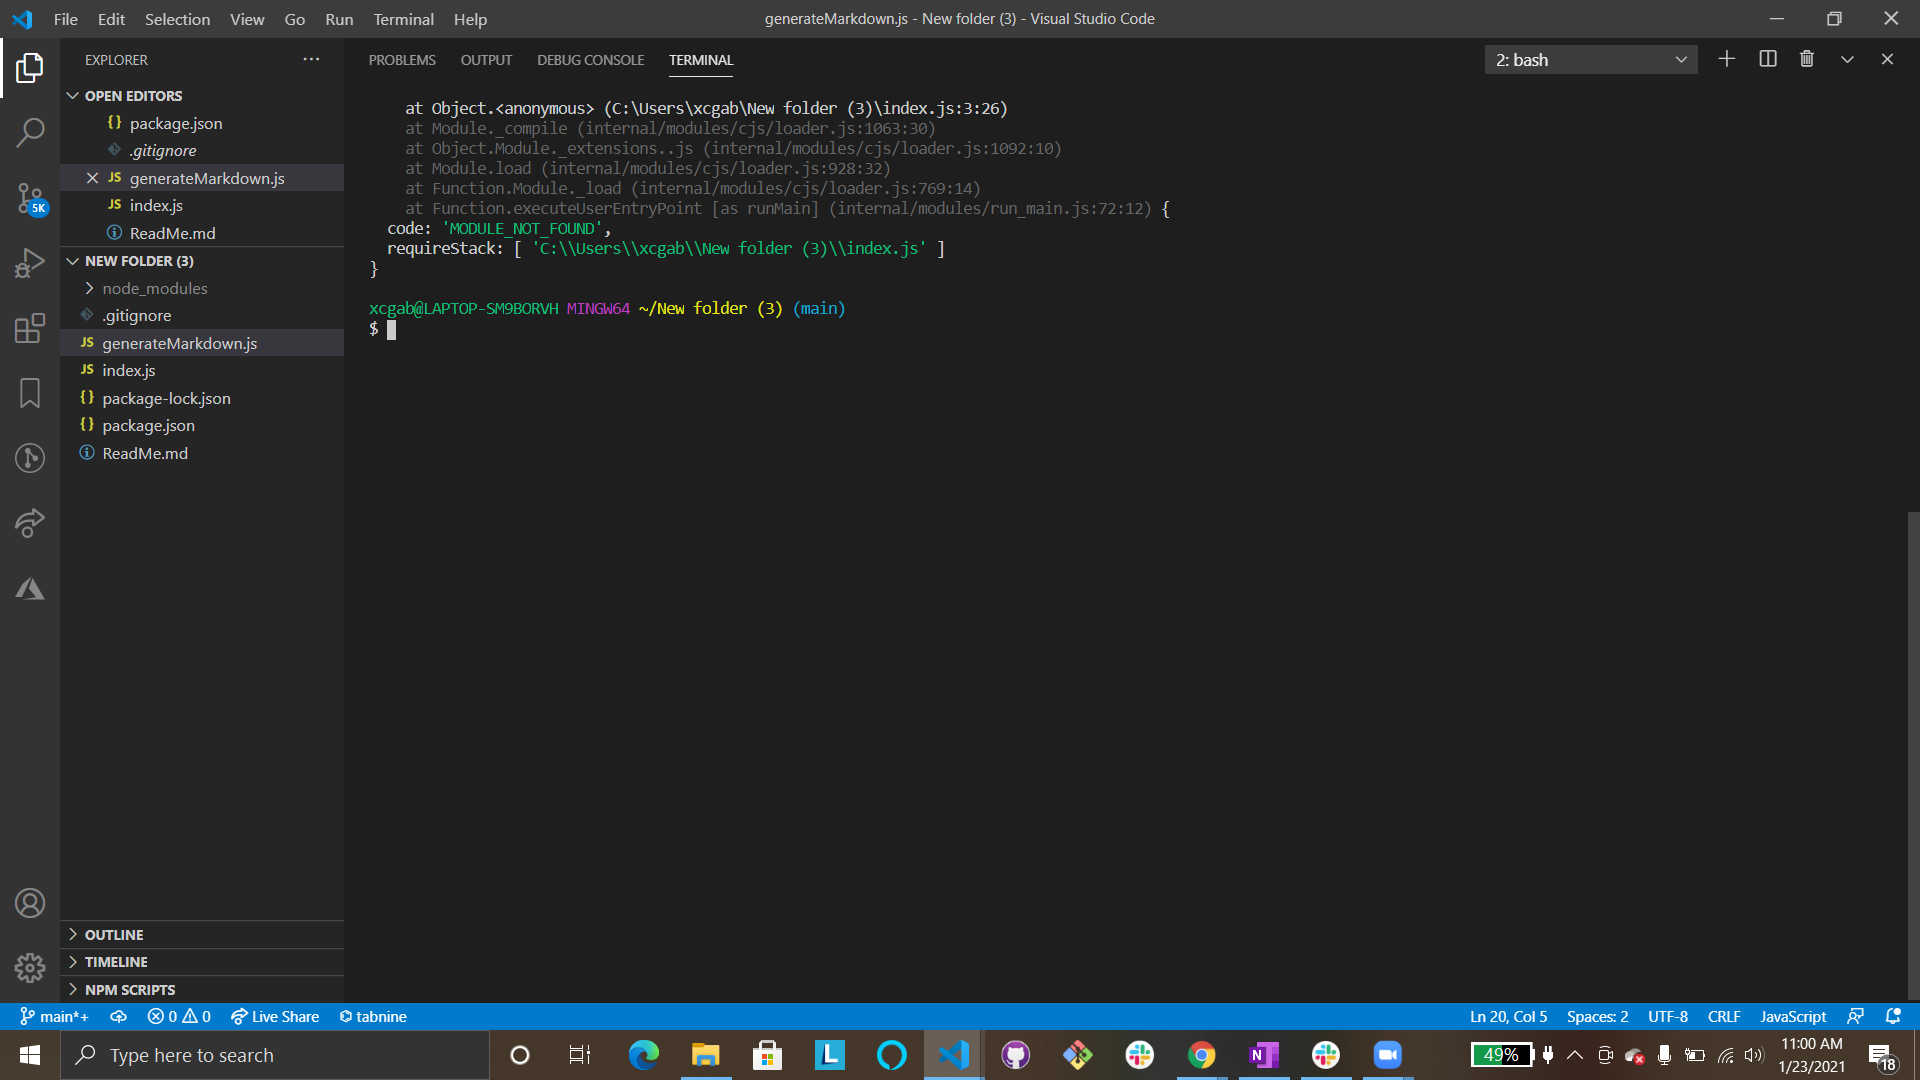 File Edit Selection View Go Run Terminal Help
generateMarkdown.js - New folder (3) - Visual Studio Code
EXPLORER
OPEN EDITORS
package.json
.gitignore
JS generateMarkdown.js
JS index.js
ReadMe.md
5K
NEW FOLDER (3)
node_modules
.gitignore
JS generateMarkdown.js
JS index.js
{} package-lock.json
{} package.json
ReadMe.md
OUTLINE
TIMELINE
NPM SCRIPTS
PROBLEMS OUTPUT DEBUG CONSOLE TERMINAL
2: bash
at Object.<anonymous> (C:\Users\xcgab\New folder (3)\index.js:3:26)
at Module._compile (internal/modules/cjs/loader.js:1063:30)
at Object.Module._extensions..js (internal/modules/cjs/loader.js:1092:10)
at Module.load (internal/modules/cjs/loader.js:928:32)
at Function.Module._load (internal/modules/cjs/loader.js:769:14)
at Function.executeUserEntryPoint [as runMain] (internal/modules/run_main.js:72:12) {
code: 'MODULE_NOT_FOUND',
requireStack: [ 'C:\\Users\\xcgab\\New folder (3)\\index.js' ]
}
xcgab@LAPTOP-SM9BORVH MINGW64 ~/New folder (3) (main)
$
main*+ 0 0 Live Share tabnine
Ln 20, Col 5 Spaces: 2 UTF-8 CRLF JavaScript
Type here to search
L
N
49%
11:00 AM
1/23/2021
18